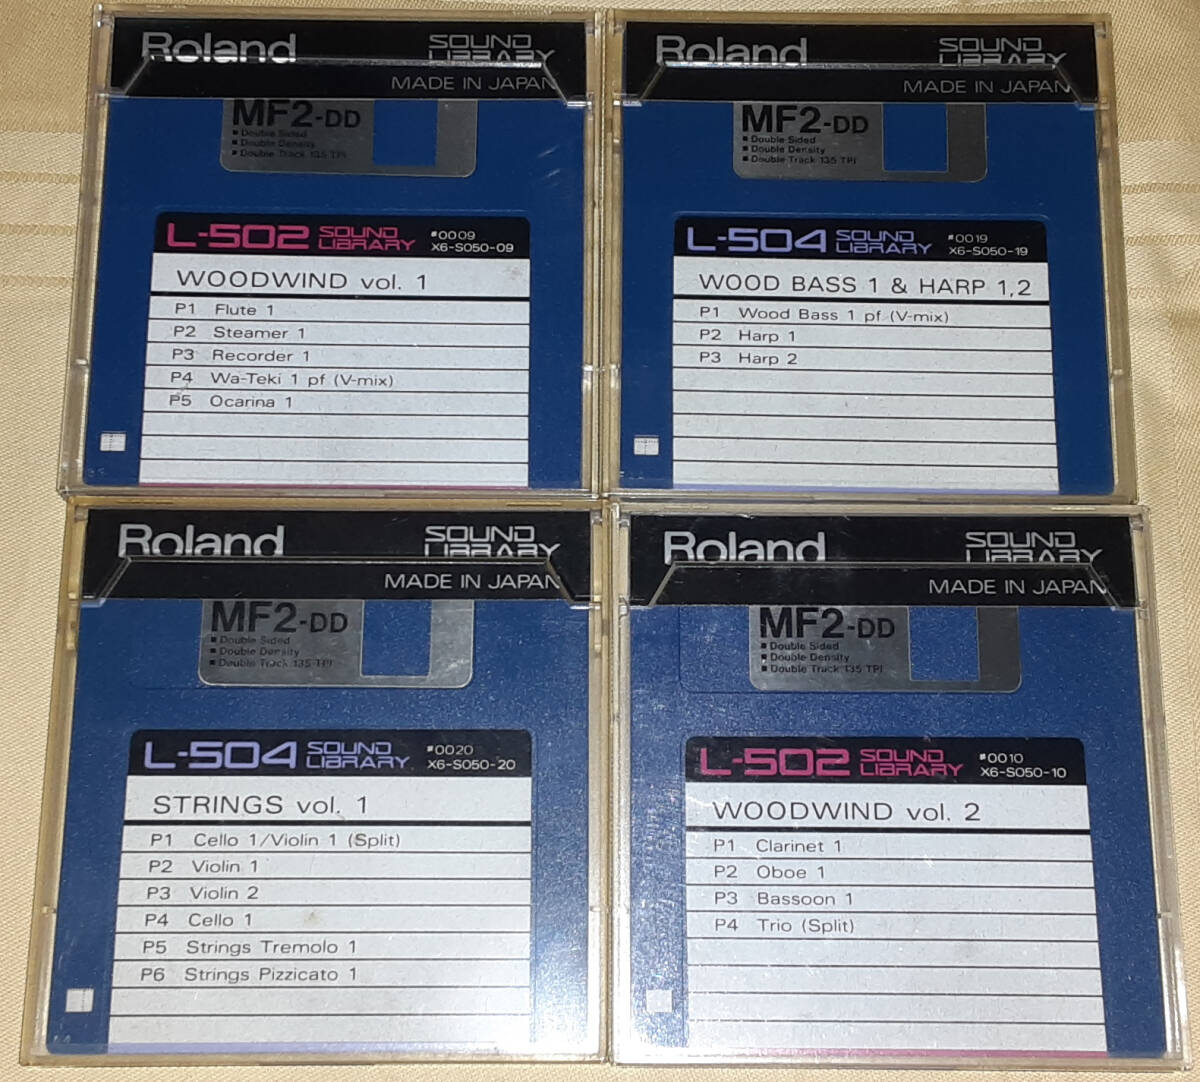 Roland
SOUND
LIBRARY
MADE IN JAPAN
MF2-DD
■ Double Sided
■ Double Density
■ Double Track 135 TPI
L-502 SOUND LIBRARY #0009
X6-S050-09
WOODWIND vol. 1
P1 Flute 1
P2 Steamer 1
P3 Recorder 1
P4 Wa-Teki 1 pf (V-mix)
P5 Ocarina 1
Roland
SOUND
LIBRARY
MADE IN JAPAN
MF2-DD
■ Double Sided
■ Double Density
■ Double Track 135 TPI
L-504 SOUND LIBRARY #0019
X6-S050-19
WOOD BASS 1 & HARP 1,2
P1 Wood Bass 1 pf (V-mix)
P2 Harp 1
P3 Harp 2
Roland
SOUND
LIBRARY
MADE IN JAPAN
MF2-DD
■ Double Sided
■ Double Density
■ Double Track 135 TPI
L-504 SOUND LIBRARY #0020
X6-S050-20
STRINGS vol. 1
P1 Cello 1/Violin 1 (Split)
P2 Violin 1
P3 Violin 2
P4 Cello 1
P5 Strings Tremolo 1
P6 Strings Pizzicato 1
Roland
SOUND
LIBRARY
MADE IN JAPAN
MF2-DD
■ Double Sided
■ Double Density
■ Double Track 135 TPI
L-502 SOUND LIBRARY #0010
X6-S050-10
WOODWIND vol. 2
P1 Clarinet 1
P2 Oboe 1
P3 Bassoon 1
P4 Trio (Split)